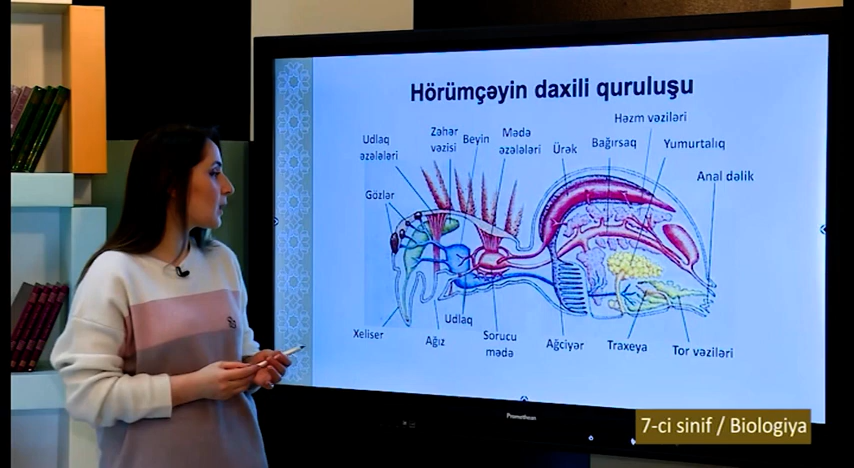 Hörümçəyin daxili quruluşu
Həzm vəziləri
Udlaq
əzələləri
Zəhər
vəzisi
Beyin
Mədə
əzələləri
Ürək
Bağırsaq
Yumurtalıq
Anal dəlik
Gözlər
Xeliser
Ağız
Udlaq
Sorucu
mədə
Ağciyər
Traxeya
Tor vəziləri
Promethean
7-ci sinif / Biologiya